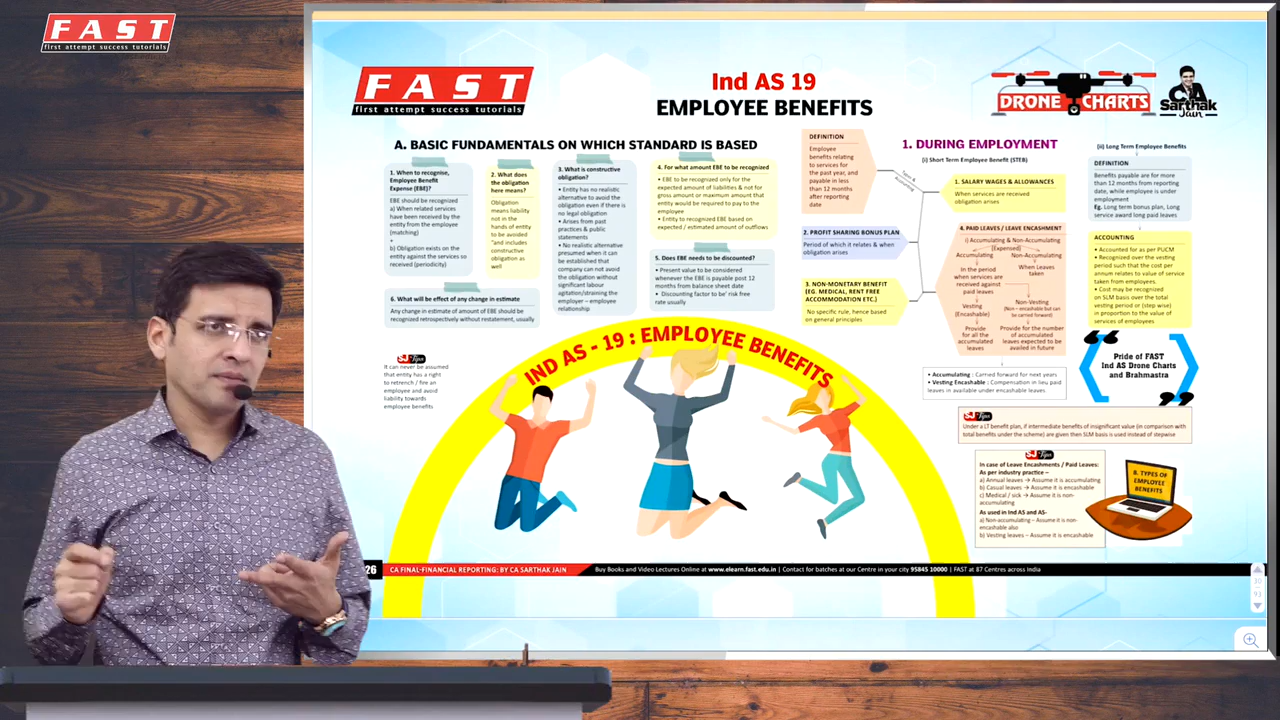 FAST
first attempt success tutorials
FAST
first attempt success tutorials
Ind AS 19
EMPLOYEE BENEFITS
DRONE CHARTS
Sarthak
Jain
A. BASIC FUNDAMENTALS ON WHICH STANDARD IS BASED
1. When to recognise,
Employee Benefit
Expense (EBE)?
EBE should be recognized
a) When related services
have been received by the
entity from the employee
(matching)
+
b) Obligation exists on the
entity against the services so
received (periodicity)
2. What does
the obligation
here means?
Obligation
means liability
not in the
hands of entity
to be avoided
"and includes
constructive
obligation as
well
3. What is constructive
obligation?
• Entity has no realistic
alternative to avoid the
obligation even if there is
no legal obligation
• Arises from past
practices & public
statements
• No realistic alternative
presumed when it can
be established that
company can not avoid
the obligation without
significant labour
agitation/straining the
employer – employee
relationship
4. For what amount EBE to be recognized
• EBE to be recognized only for the
expected amount of liabilities & not for
gross or maximum amount that
entity would be required to pay to the
employee
• Entity to recognized EBE based on
expected / estimated amount of outflows
5. Does EBE needs to be discounted?
• Present value to be considered
whenever the EBE is payable post 12
months from balance sheet date
• Discounting factor to be' risk free
rate usually
6. What will be effect of any change in estimate
Any change in estimate of amount of EBE should be
recognized retrospectively without restatement, usually
SJ Tips
It can never be assumed
that entity has a right
to retrench / fire an
employee and avoid
liability towards
employee benefits
IND AS - 19 : EMPLOYEE BENEFITS
DEFINITION
Employee
benefits relating
to services for
the past year, and
payable in less
than 12 months
after reporting
date
1. DURING EMPLOYMENT
(i) Short Term Employee Benefit (STEB)
Types &
Accounting
1. SALARY WAGES & ALLOWANCES
When services are received
obligation arises
2. PROFIT SHARING BONUS PLAN
Period of which it relates & when
obligation arises
3. NON-MONETARY BENEFIT
(EG. MEDICAL, RENT FREE
ACCOMMODATION ETC.)
No specific rule, hence based
on general principles
4. PAID LEAVES / LEAVE ENCASHMENT
i) Accumulating & Non-Accumulating
(Expensed)
Accumulating
Non-Accumulating
In the period
when services
are received
against paid
leaves
When Leaves
taken
Vesting
(Encashable)
Non-Vesting
(Non – encashable but can
be carried forward)
Provide
for all the
accumulated
leaves
Provide for the number
of accumulated
leaves expected to be
availed in future
• Accumulating : Carried forward for next years
• Vesting Encashable : Compensation in lieu paid
leaves in available under encashable leaves
(ii) Long Term Employee Benefits
DEFINITION
Benefits payable are for more
than 12 months from reporting
date, while employee is under
employment
Eg. Long term bonus plan, Long
service award long paid leaves
ACCOUNTING
• Accounted for as per PUCM
• Recognized over the vesting
period such that the cost per
annum relates to value of service
taken
• Cost may be recognized
on SLM basis over the total
vesting period or (step wise)
in proportion to the value of
services of employees
Pride of FAST
Ind AS Drone Charts
and Brahmastra
SJ Tips
Under a LT benefit plan, if intermediate benefits of insignificant value (in comparison with
total benefits under the scheme) are given then SLM basis is used instead of stepwise
SJ Tips
In case of Leave Encashments / Paid Leaves:
As per industry practice –
a) Annual leaves → Assume it is accumulating
b) Casual leaves → Assume it is encashable
c) Medical / sick → Assume it is non-
accumulating
As used in Ind AS and AS-
a) Non-accumulating – Assume it is non-
encashable also
b) Vesting leaves – Assume it is encashable
B. TYPES OF
EMPLOYEE
BENEFITS
26 CA FINAL-FINANCIAL REPORTING: BY CA SARTHAK JAIN Buy Books and Video Lectures Online at www.elearn.fast.edu.in | Contact for batches at our Centre in your city 95845 10000 | FAST at 87 Centres across India
30
93